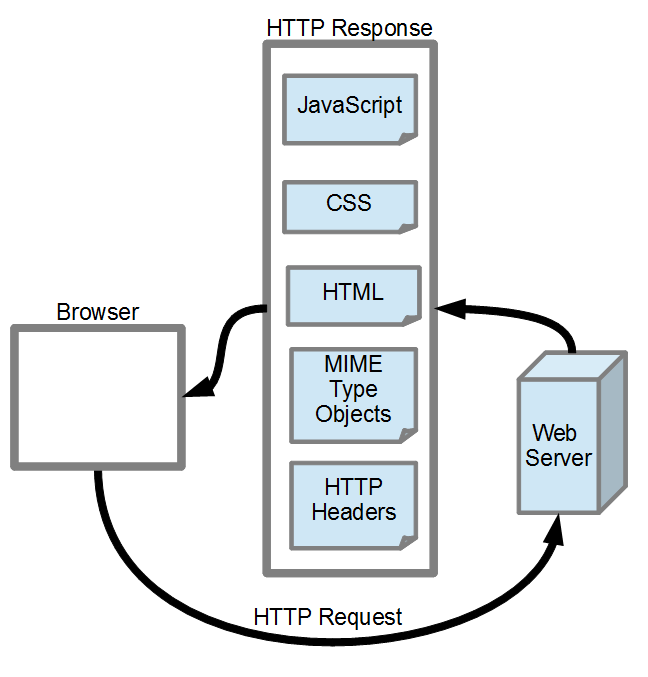 HTTP Response
JavaScript
CSS
HTML
MIME
Type
Objects
HTTP
Headers
Browser
Web
Server
HTTP Request